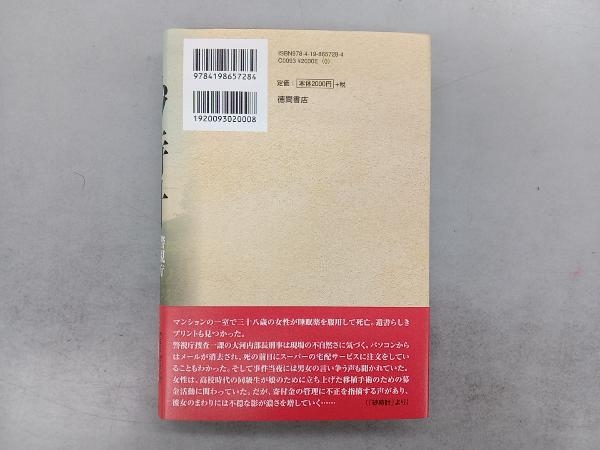 ISBN978-4-19-865728-4
C0093 ¥2000E (0)
9784198657284
定価: 本体2000円 +税
徳間書店
1920093020008
マンションの一室で三十八歳の女性が睡眠薬を服用して死亡。遺書らしき
プリントも見つかった。
警視庁捜査一課の大河内部長刑事は現場の不自然さに気づく。パソコンから
はメールが消去され、死の前日にスーパーの宅配サービスに注文をして
いることもわかった。そして事件当夜には男女の言い争う声も聞かれていた。
女性は、高校時代の同級生が娘のために立ち上げた移植手術のための募
金活動に関わっていた。だが、寄付金の管理に不正を指摘する声があり、
彼女のまわりには不穏な影が濃さを増していく……
(「砂時計」より)